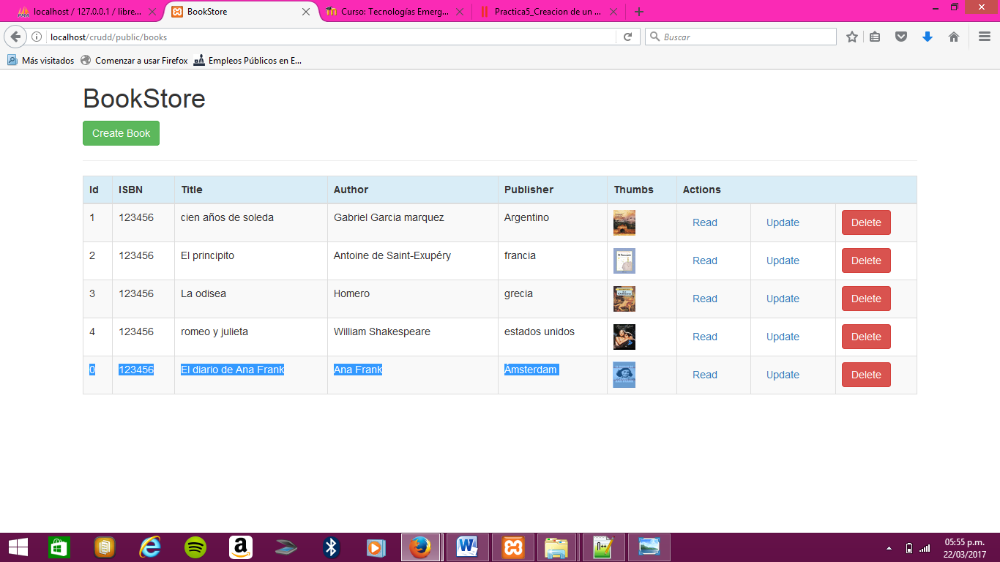 localhost / 127.0.0.1 / libre...
BookStore
Curso: Tecnologías Emerg...
Practica5_Creacion de un ...
localhost/crudd/public/books
Buscar
Más visitados
Comenzar a usar Firefox
Empleos Públicos en E...
BookStore
Create Book
Id ISBN Title Author Publisher Thumbs Actions
1 123456 cien años de soleda Gabriel Garcia marquez Argentino Read Update Delete
2 123456 El principito Antoine de Saint-Exupéry francia Read Update Delete
3 123456 La odisea Homero grecia Read Update Delete
4 123456 romeo y julieta William Shakespeare estados unidos Read Update Delete
0 123456 El diario de Ana Frank Ana Frank Ámsterdam Read Update Delete
05:55 p.m.
22/03/2017